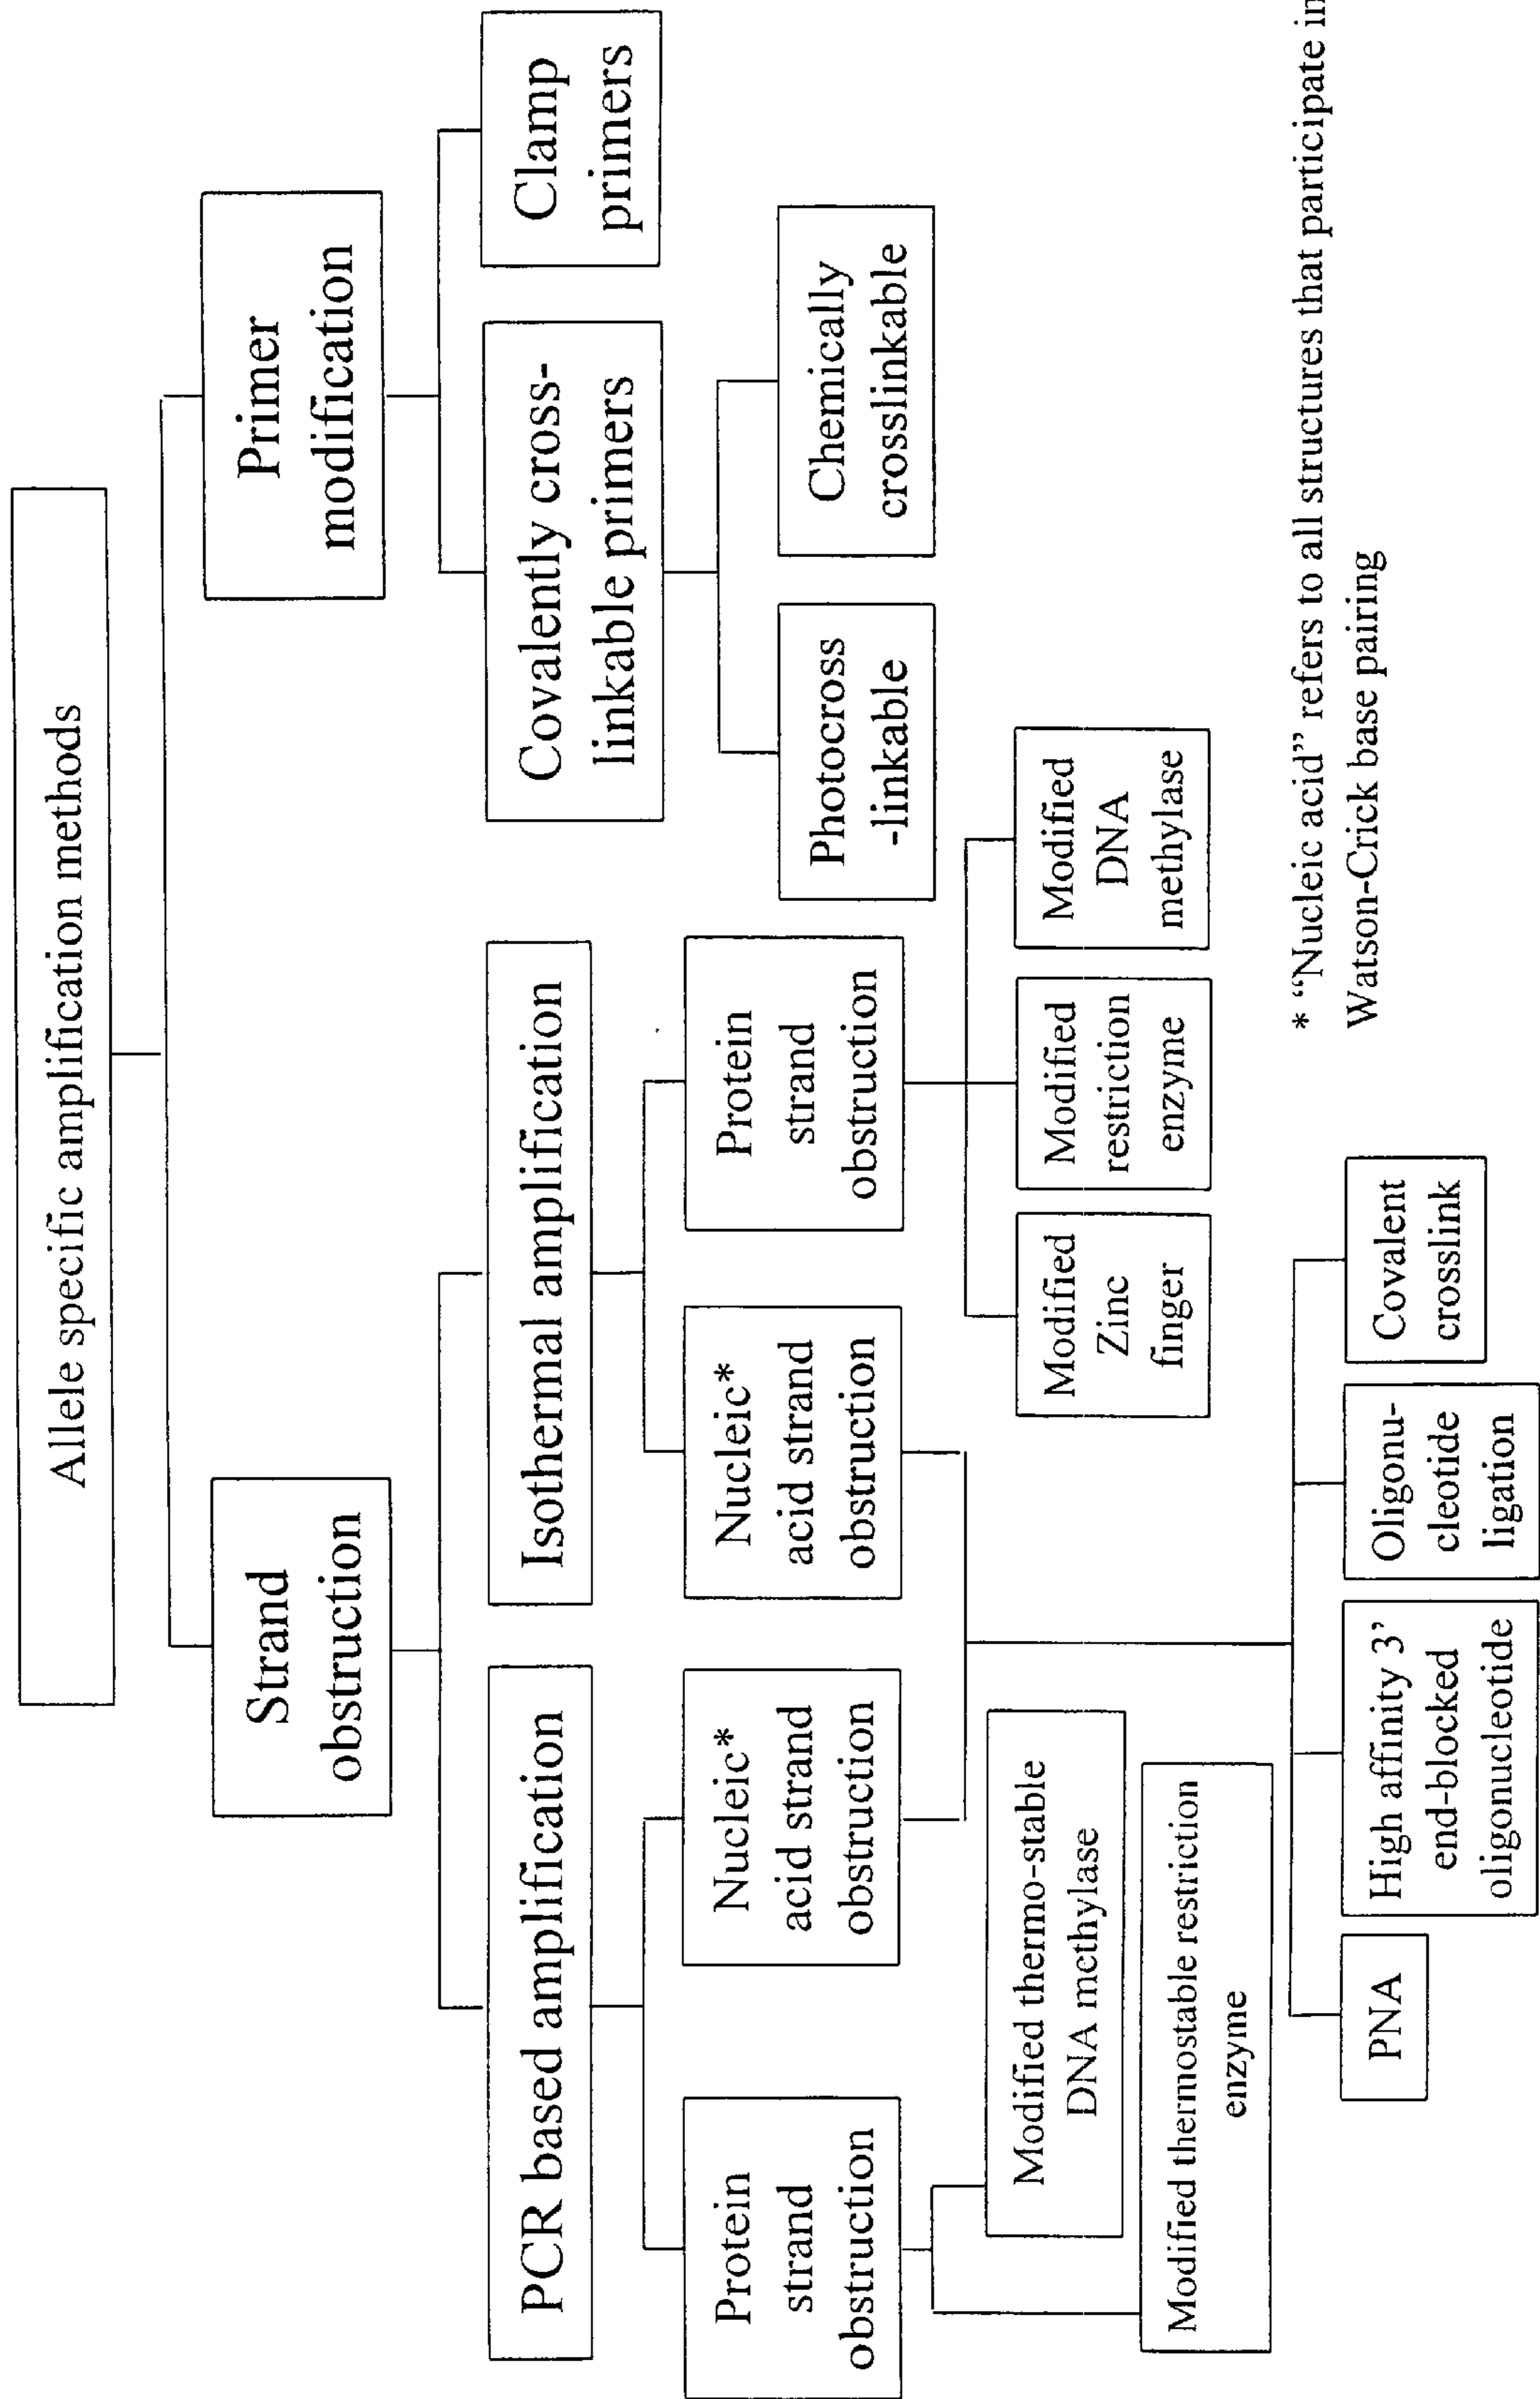 Allele specific amplification methods
Strand
obstruction
Primer
modification
PCR based amplification
Isothermal amplification
Covalently cross-
linkable primers
Clamp
primers
Protein
strand
obstruction
Nucleic*
acid strand
obstruction
Nucleic*
acid strand
obstruction
Protein
strand
obstruction
Photocross
-linkable
Chemically
crosslinkable
Modified thermo-stable
DNA methylase
Modified thermostable restriction
enzyme
Modified
Zinc
finger
Modified
restriction
enzyme
Modified
DNA
methylase
PNA
High affinity 3’
end-blocked
oligonucleotide
Oligonu-
cleotide
ligation
Covalent
crosslink
* “Nucleic acid” refers to all structures that participate in
Watson-Crick base pairing